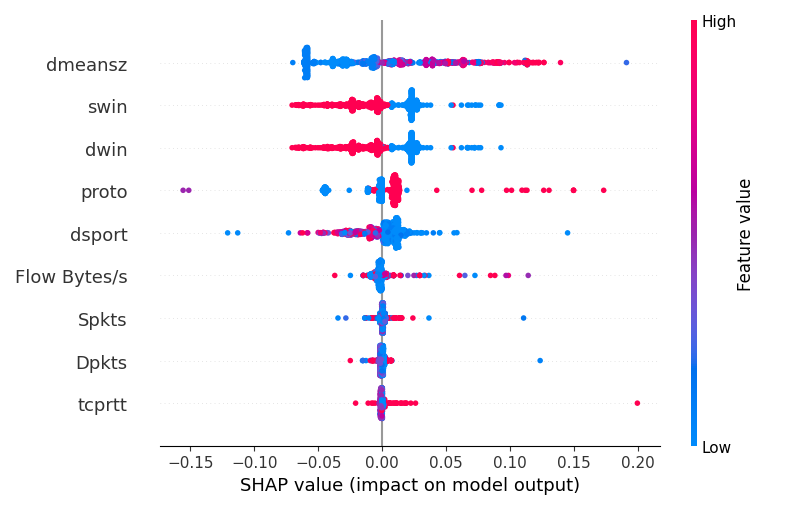 High
dmeansz
swin
dwin
proto
dsport
Flow Bytes/s
Spkts
Dpkts
tcprtt
Low
Feature value
−0.15 −0.10 −0.05 0.00 0.05 0.10 0.15 0.20
SHAP value (impact on model output)